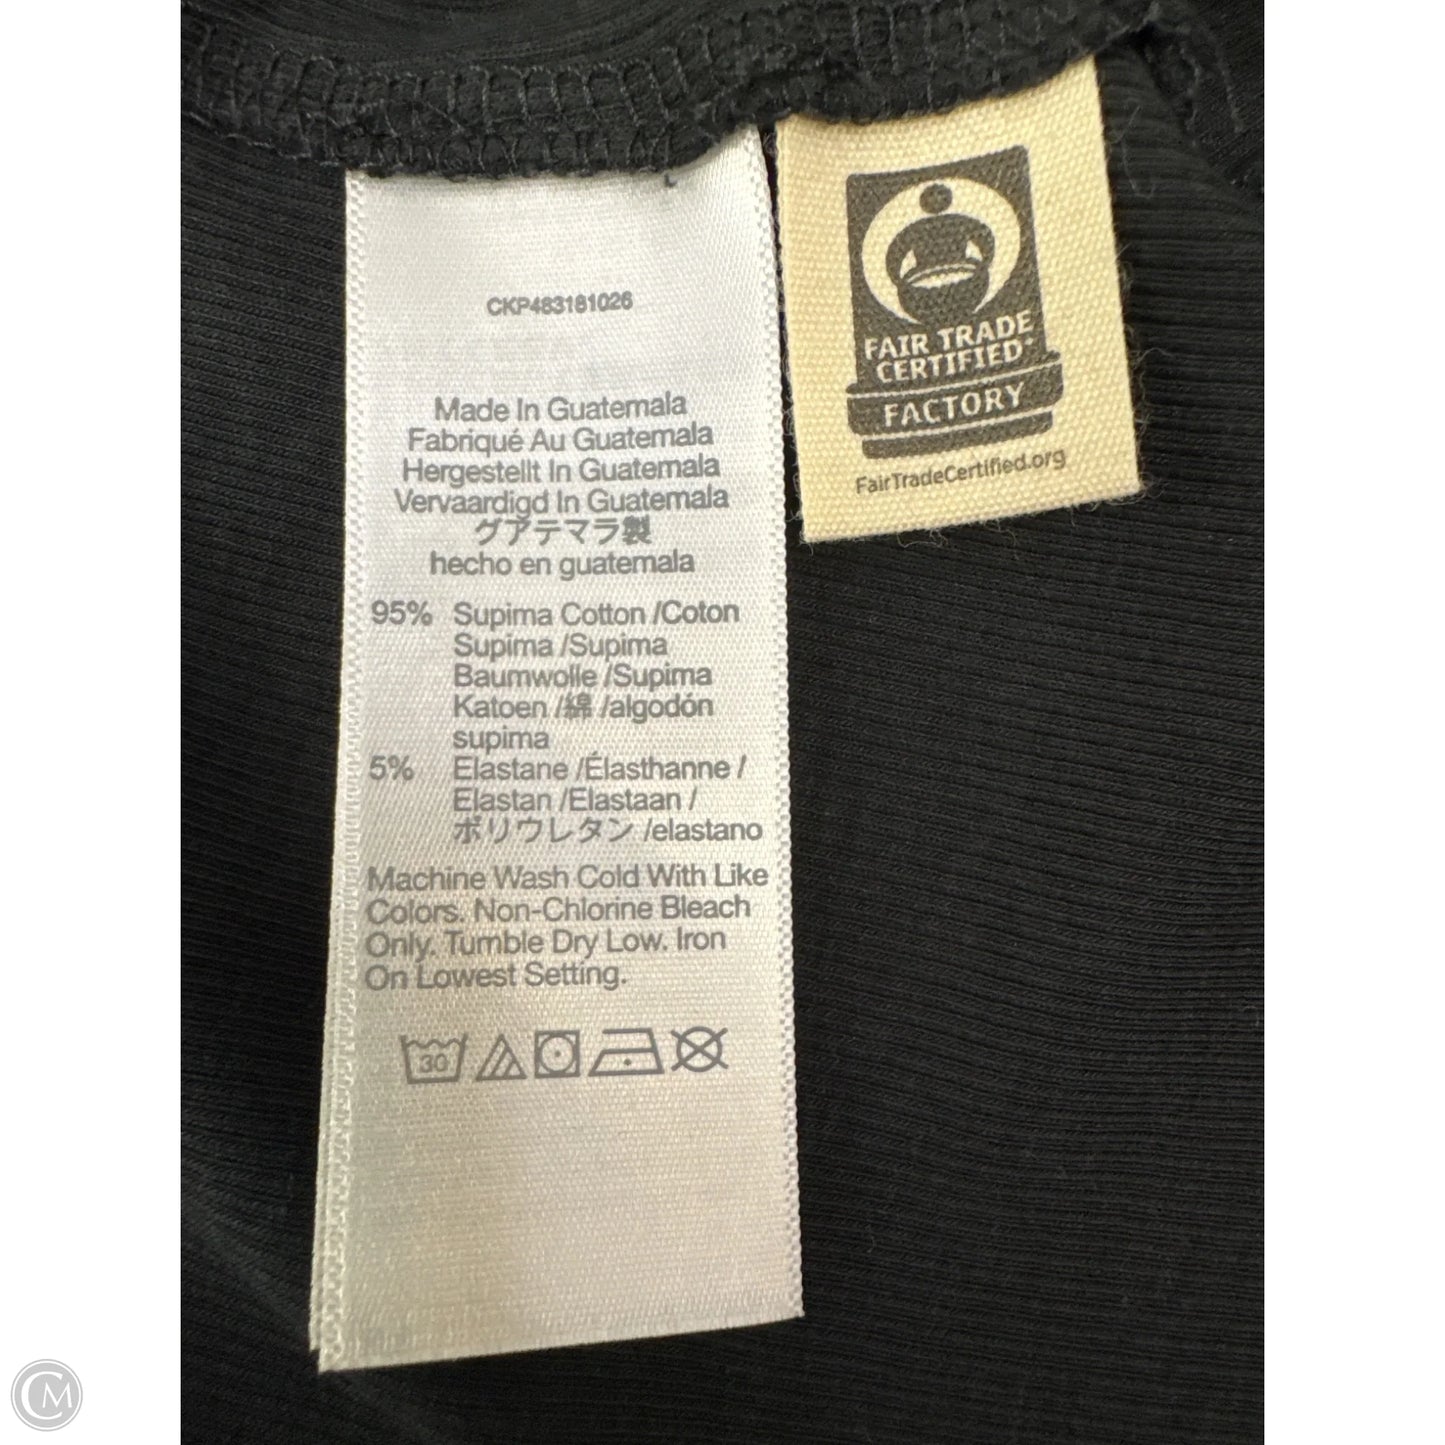 CKP483181026
Made In Guatemala
Fabriqué Au Guatemala
Hergestellt In Guatemala
Vervaardigd In Guatemala
グアテマラ製
hecho en guatemala
95% Supima Cotton /Coton
Supima /Supima
Baumwolle /Supima
Katoen /綿 /algodón
supima
5% Elastane /Élasthanne /
Elastan /Elastaan /
ポリウレタン /elastano
Machine Wash Cold With Like
Colors. Non-Chlorine Bleach
Only. Tumble Dry Low. Iron
On Lowest Setting.
30
FAIR TRADE
CERTIFIED
FACTORY
FairTradeCertified.org
CM